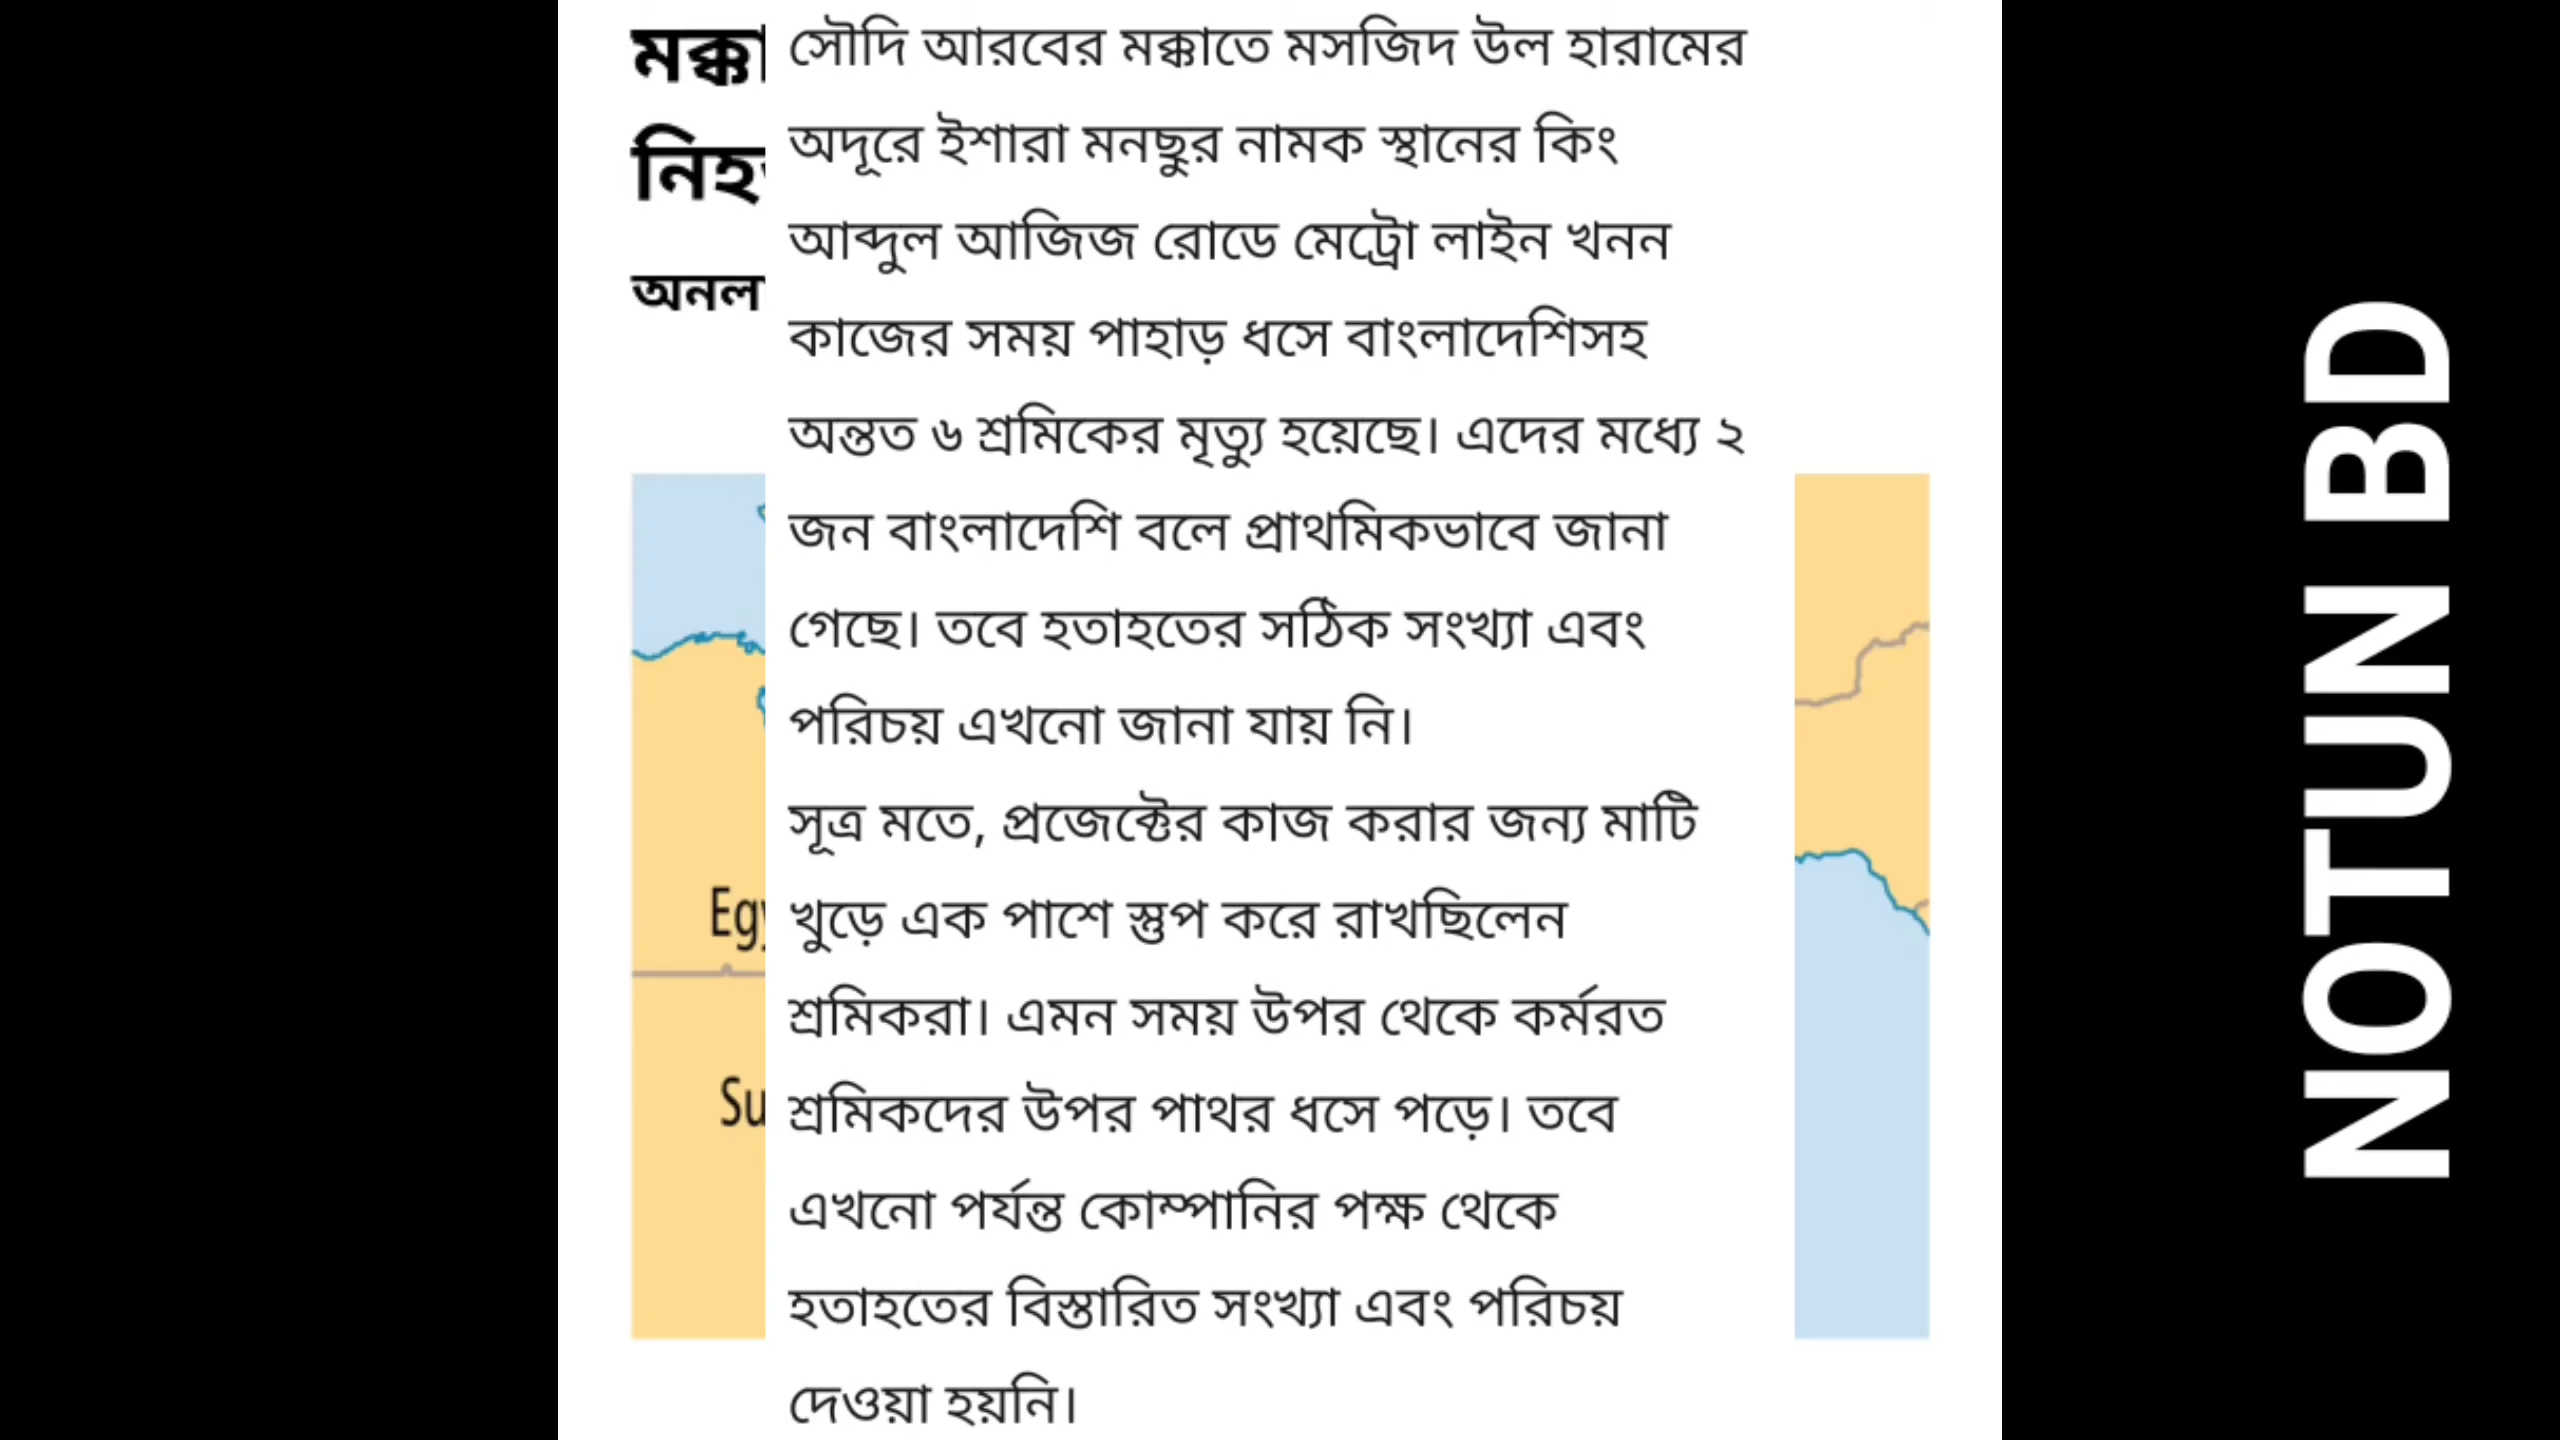 মক্কা
সৌদি আরবের মক্কাতে মসজিদ উল হারামের
অদূরে ইশারা মনছুর নামক স্থানের কিং
আব্দুল আজিজ রোডে মেট্রো লাইন খনন
কাজের সময় পাহাড় ধসে বাংলাদেশিসহ
অন্তত ৬ শ্রমিকের মৃত্যু হয়েছে। এদের মধ্যে ২
জন বাংলাদেশি বলে প্রাথমিকভাবে জানা
গেছে। তবে হতাহতের সঠিক সংখ্যা এবং
পরিচয় এখনো জানা যায় নি।
সূত্র মতে, প্রজেক্টের কাজ করার জন্য মাটি
খুড়ে এক পাশে স্তুপ করে রাখছিলেন
শ্রমিকরা। এমন সময় উপর থেকে কর্মরত
শ্রমিকদের উপর পাথর ধসে পড়ে। তবে
এখনো পর্যন্ত কোম্পানির পক্ষ থেকে
হতাহতের বিস্তারিত সংখ্যা এবং পরিচয়
দেওয়া হয়নি।
NOTUN BD